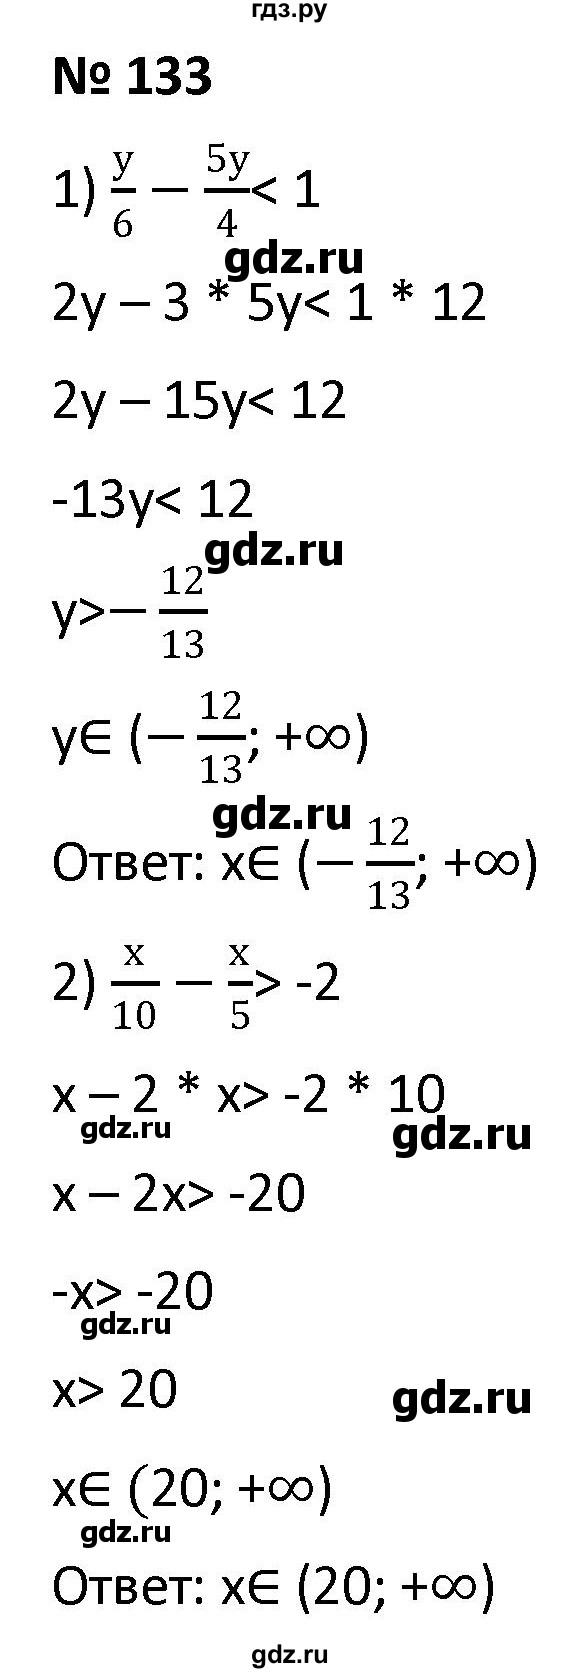 гдз.ру
№ 133
1) y/6 – 5y/4 < 1
gdz.ru
2y – 3 * 5y< 1 * 12
2y – 15y< 12
-13y< 12
gdz.ru
y>– 12/13
y∈ (– 12/13; +∞)
gdz.ru
Ответ: x∈ (– 12/13; +∞)
2) x/10 – x/5 > -2
x – 2 * x> -2 * 10
gdz.ru
gdz.ru
x – 2x> -20
-x> -20
gdz.ru
x> 20
gdz.ru
x∈ (20; +∞)
gdz.ru
Ответ: x∈ (20; +∞)
gdz.ru